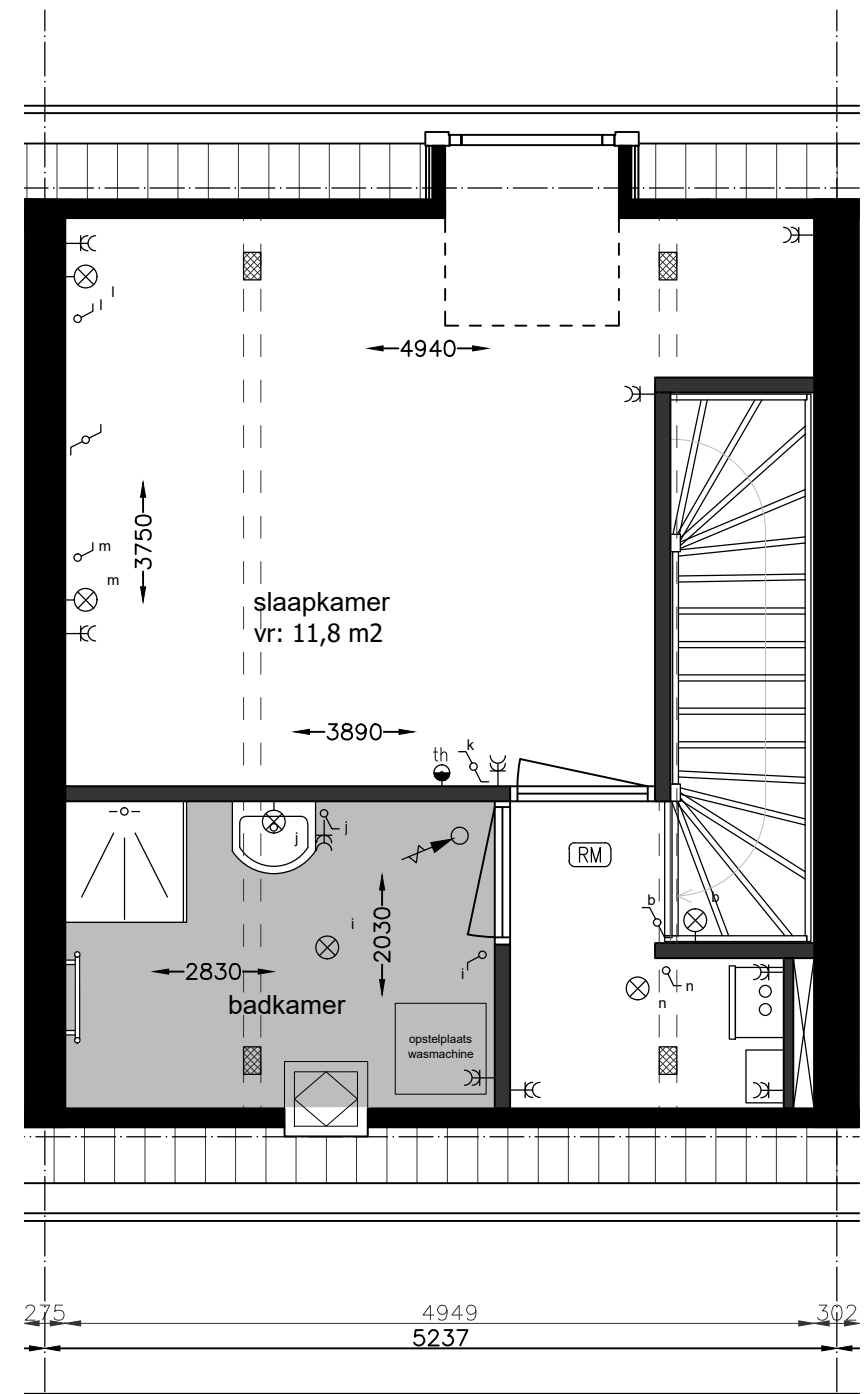 l
l
4940
3750
m
m
slaapkamer
vr: 11,8 m2
3890
th
k
j
j
RM
i
2030
b
b
2830
i
n
n
badkamer
opstelplaats
wasmachine
275
4949
302
5237